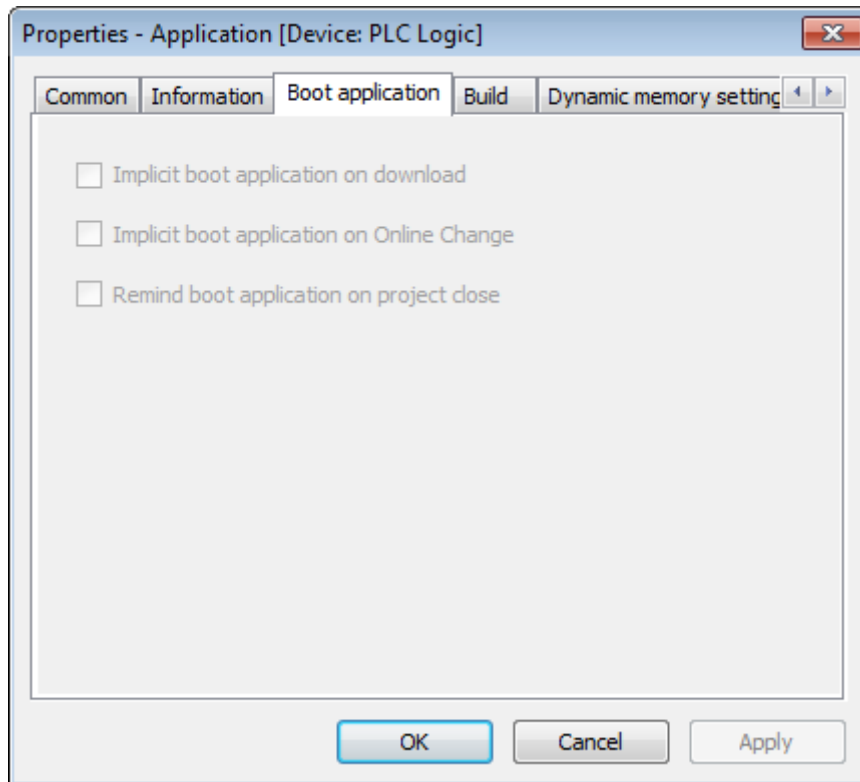 Properties - Application [Device: PLC Logic]
Common Information Boot application Build Dynamic memory setting
Implicit boot application on download
Implicit boot application on Online Change
Remind boot application on project close
OK Cancel Apply